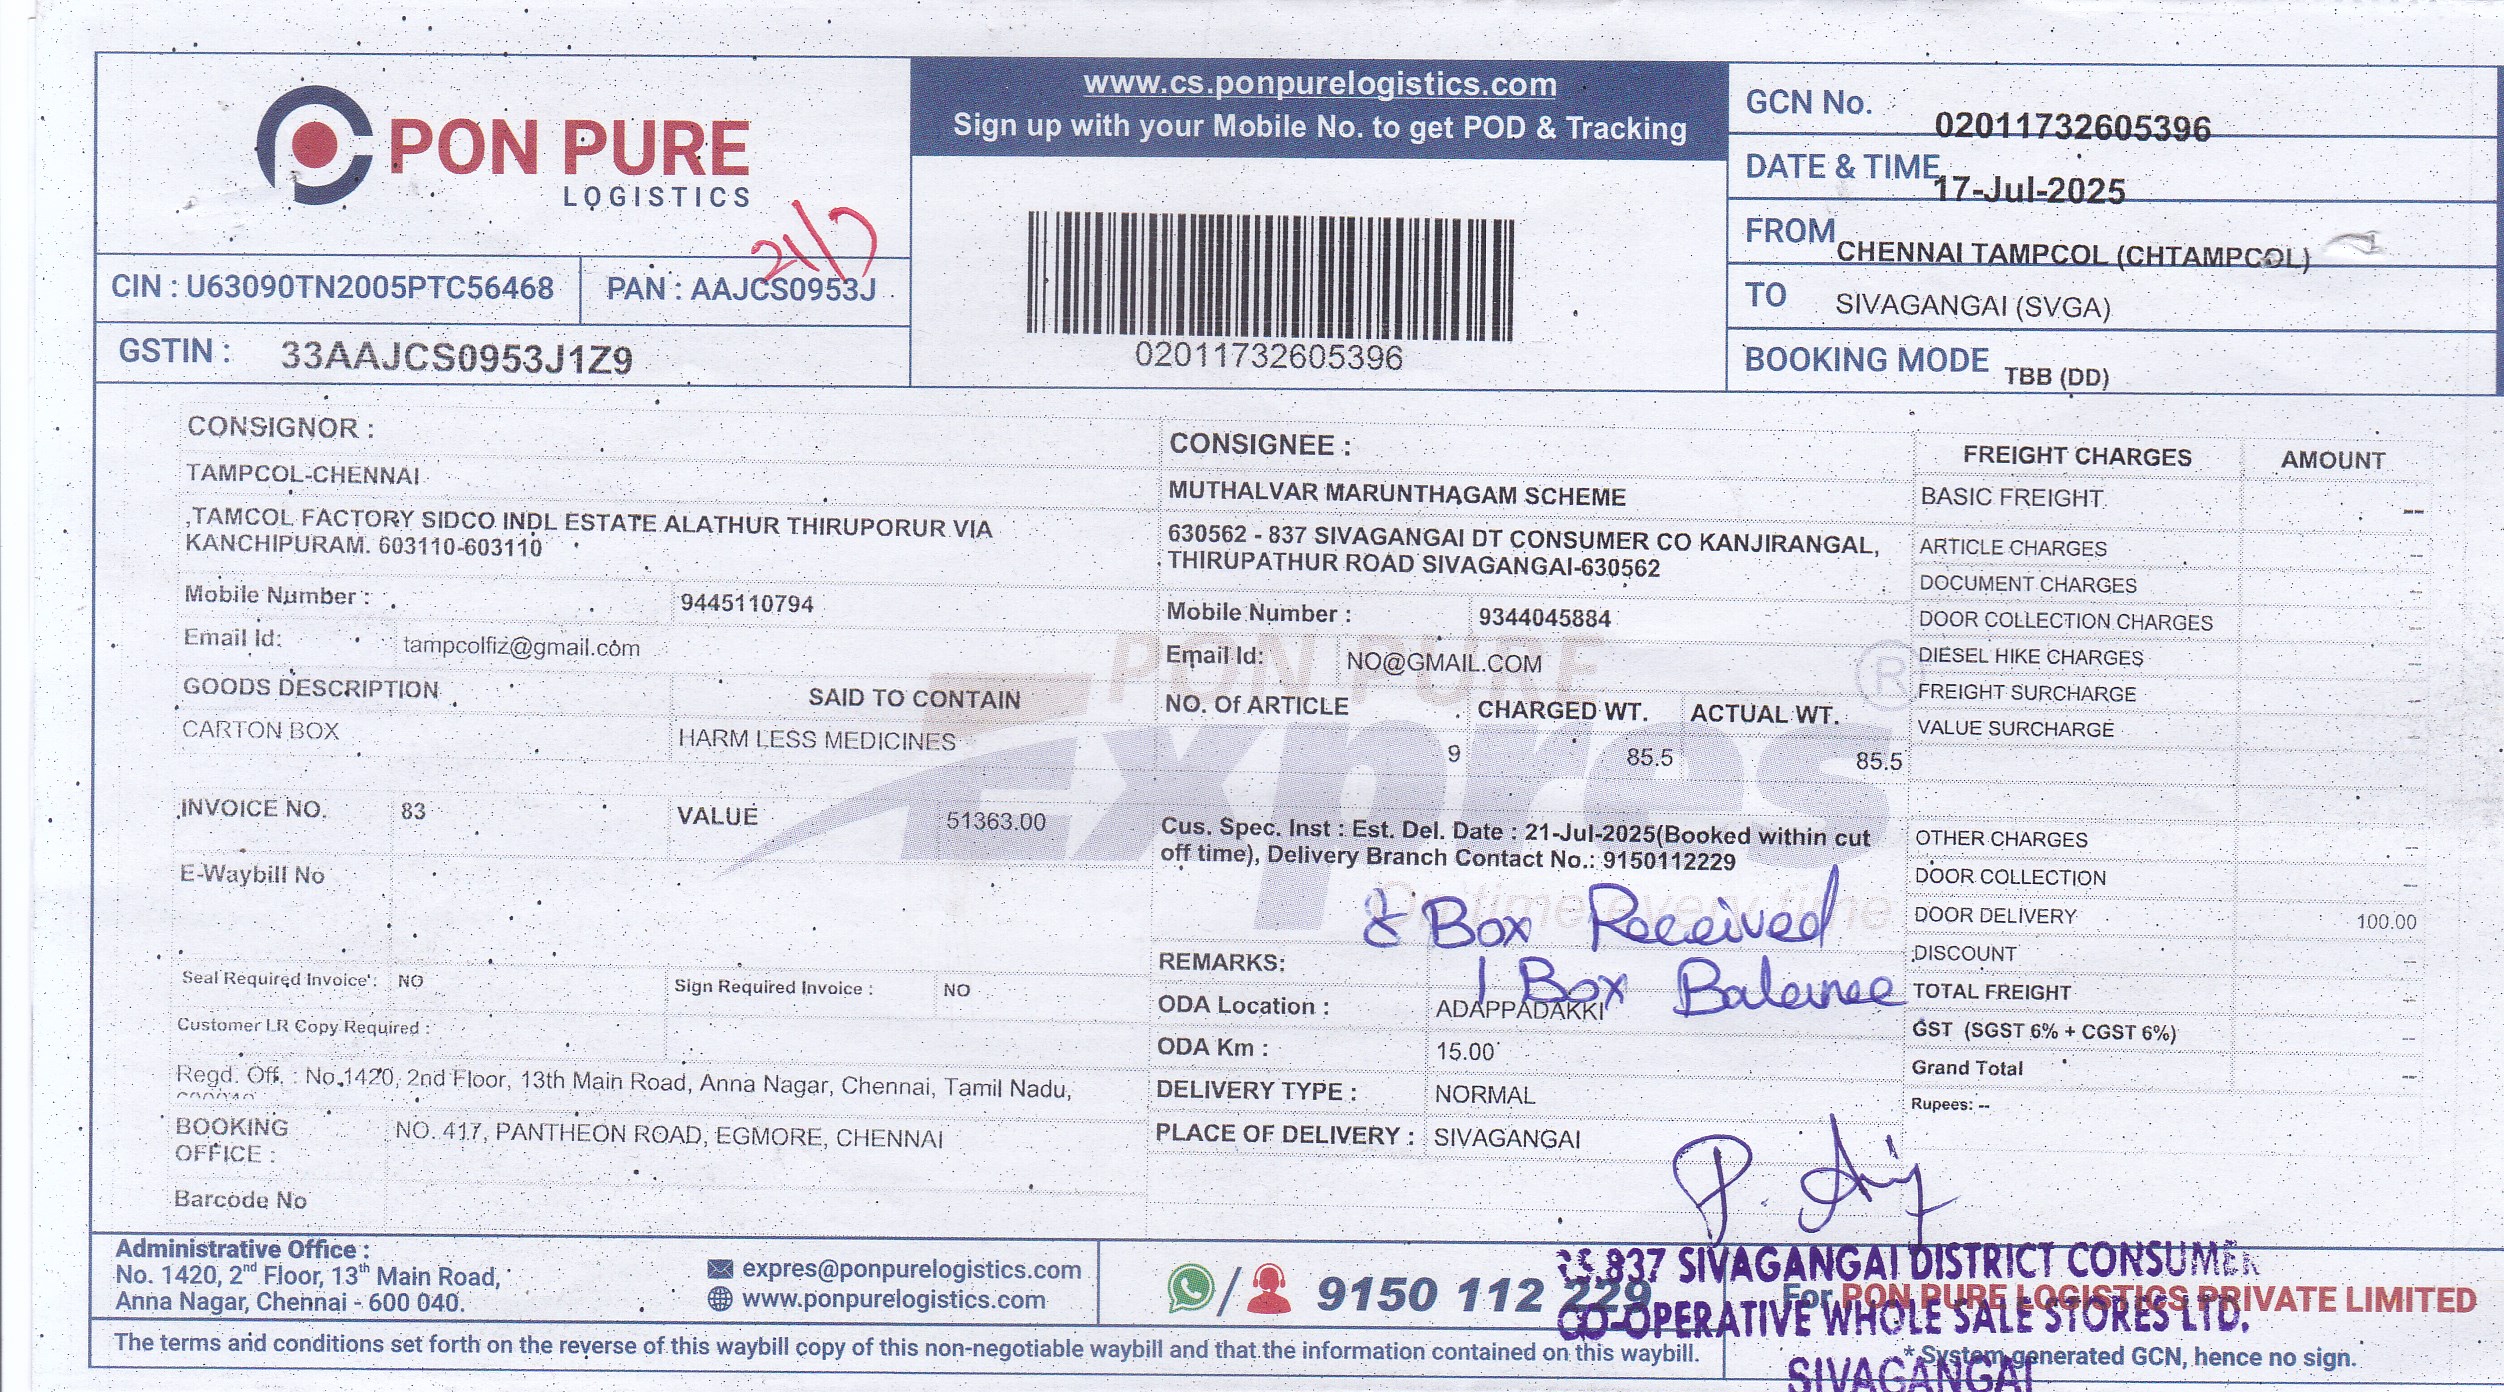 PON PURE
LOGISTICS
21/7
CIN : U63090TN2005PTC56468
PAN : AAJCS0953J
GSTIN : 33AAJCS0953J1Z9
www.cs.ponpurelogistics.com
Sign up with your Mobile No. to get POD & Tracking
02011732605396
GCN No. 02011732605396
DATE & TIME 17-Jul-2025
FROM CHENNAI TAMPCOL (CHTAMPCOL)
TO SIVAGANGAI (SVGA)
BOOKING MODE TBB (DD)
CONSIGNOR :
TAMPCOL-CHENNAI
,TAMCOL FACTORY SIDCO INDL ESTATE ALATHUR THIRUPORUR VIA
KANCHIPURAM. 603110-603110
Mobile Number : 9445110794
Email Id: tampcolfiz@gmail.com
GOODS DESCRIPTION SAID TO CONTAIN
CARTON BOX HARM LESS MEDICINES
INVOICE NO. 83 VALUE 51363.00
E-Waybill No
Seal Required Invoice : NO Sign Required Invoice : NO
Customer LR Copy Required :
Regd. Off. : No.1420, 2nd Floor, 13th Main Road, Anna Nagar, Chennai, Tamil Nadu,
BOOKING OFFICE : NO. 417, PANTHEON ROAD, EGMORE, CHENNAI
Barcode No
CONSIGNEE :
MUTHALVAR MARUNTHAGAM SCHEME
630562 - 837 SIVAGANGAI DT CONSUMER CO KANJIRANGAL,
THIRUPATHUR ROAD SIVAGANGAI-630562
Mobile Number : 9344045884
Email Id: NO@GMAIL.COM
PON PURE
Expres ®
On time every time
NO. Of ARTICLE CHARGED WT. ACTUAL WT.
9 85.5 85.5
Cus. Spec. Inst : Est. Del. Date : 21-Jul-2025(Booked within cut
off time), Delivery Branch Contact No.: 9150112229
8 Box Received
1 Box Balance
REMARKS:
ODA Location : ADAPPADAKKI
ODA Km : 15.00
DELIVERY TYPE : NORMAL
PLACE OF DELIVERY : SIVAGANGAI
FREIGHT CHARGES AMOUNT
BASIC FREIGHT --
ARTICLE CHARGES --
DOCUMENT CHARGES --
DOOR COLLECTION CHARGES --
DIESEL HIKE CHARGES --
FREIGHT SURCHARGE --
VALUE SURCHARGE --
OTHER CHARGES --
DOOR COLLECTION --
DOOR DELIVERY 100.00
DISCOUNT --
TOTAL FREIGHT --
GST (SGST 6% + CGST 6%) --
Grand Total --
Rupees: --
Administrative Office :
No. 1420, 2nd Floor, 13th Main Road,
Anna Nagar, Chennai - 600 040.
expres@ponpurelogistics.com
www.ponpurelogistics.com
9150 112 229
For PON PURE LOGISTICS PRIVATE LIMITED
837 SIVAGANGAI DISTRICT CONSUMER
CO-OPERATIVE WHOLE SALE STORES LTD.
SIVAGANGAI
The terms and conditions set forth on the reverse of this waybill copy of this non-negotiable waybill and that the information contained on this waybill.
* System generated GCN, hence no sign.